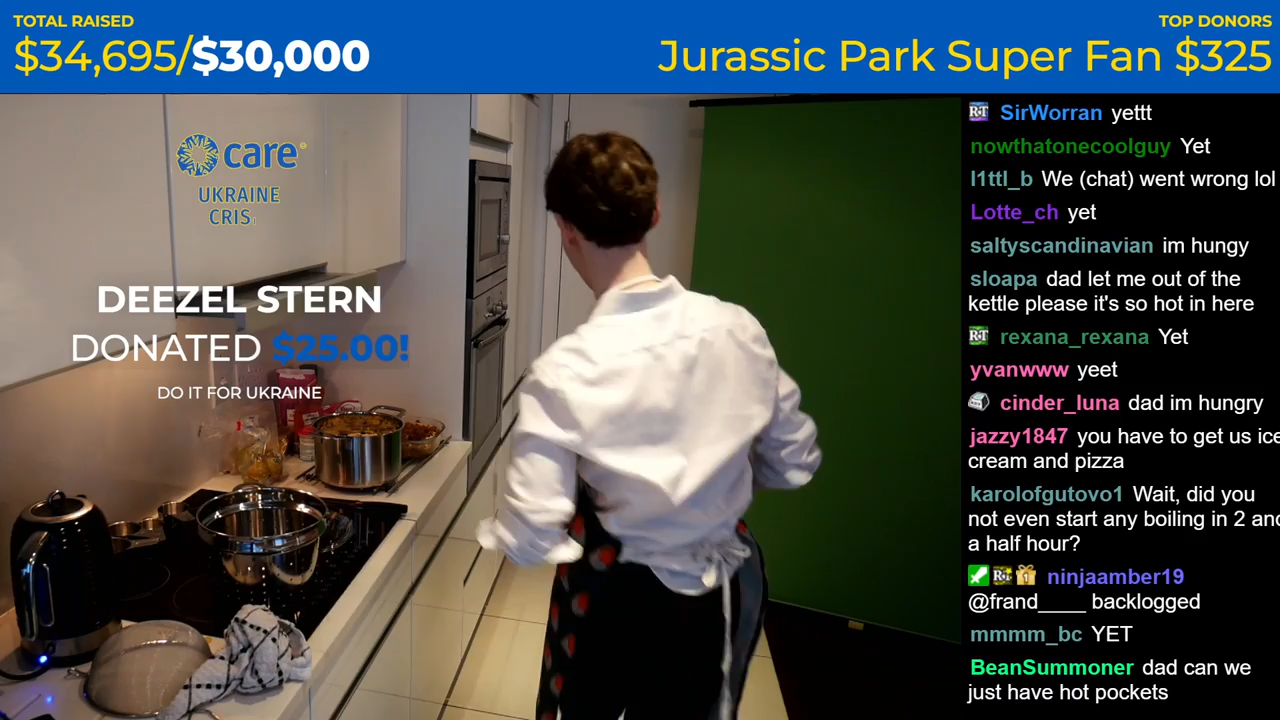 TOTAL RAISED
$34,695/$30,000
TOP DONORS
Jurassic Park Super Fan $325
care
UKRAINE
CRIS
DEEZEL STERN
DONATED $25.00!
DO IT FOR UKRAINE
SirWorran yettt
nowthatonecoolguy Yet
l1ttl_b We (chat) went wrong lol
Lotte_ch yet
saltyscandinavian im hungy
sloapa dad let me out of the
kettle please it's so hot in here
rexana_rexana Yet
yvanwww yeet
cinder_luna dad im hungry
jazzy1847 you have to get us ice
cream and pizza
karolofgutovo1 Wait, did you
not even start any boiling in 2 and
a half hour?
ninjaamber19
@frand____ backlogged
mmmm_bc YET
BeanSummoner dad can we
just have hot pockets